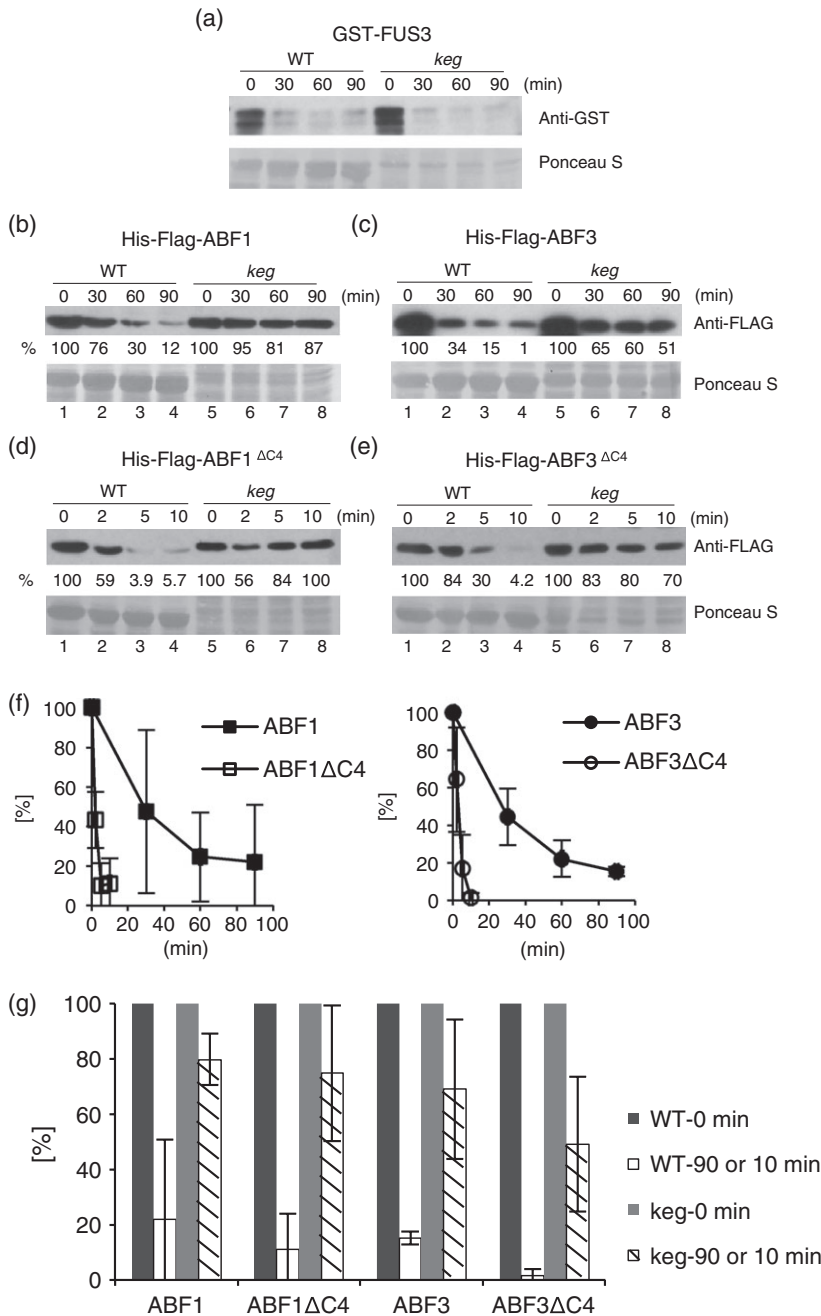 (a)
GST-FUS3
WT keg
0 30 60 90 0 30 60 90 (min)
Anti-GST
Ponceau S
(b)
His-Flag-ABF1
WT keg
0 30 60 90 0 30 60 90 (min)
% 100 76 30 12 100 95 81 87
1 2 3 4 5 6 7 8
(c)
His-Flag-ABF3
WT keg
0 30 60 90 0 30 60 90 (min)
Anti-FLAG
100 34 15 1 100 65 60 51
Ponceau S
1 2 3 4 5 6 7 8
(d)
His-Flag-ABF1 ΔC4
WT keg
0 2 5 10 0 2 5 10 (min)
% 100 59 3.9 5.7 100 56 84 100
1 2 3 4 5 6 7 8
(e)
His-Flag-ABF3 ΔC4
WT keg
0 2 5 10 0 2 5 10 (min)
Anti-FLAG
100 84 30 4.2 100 83 80 70
Ponceau S
1 2 3 4 5 6 7 8
(f)
[%]
100
80
60
40
20
0
0 20 40 60 80 100
(min)
ABF1
ABF1ΔC4
[%]
100
80
60
40
20
0
0 20 40 60 80 100
(min)
ABF3
ABF3ΔC4
(g)
[%]
100
80
60
40
20
0
ABF1 ABF1ΔC4 ABF3 ABF3ΔC4
WT-0 min
WT-90 or 10 min
keg-0 min
keg-90 or 10 min